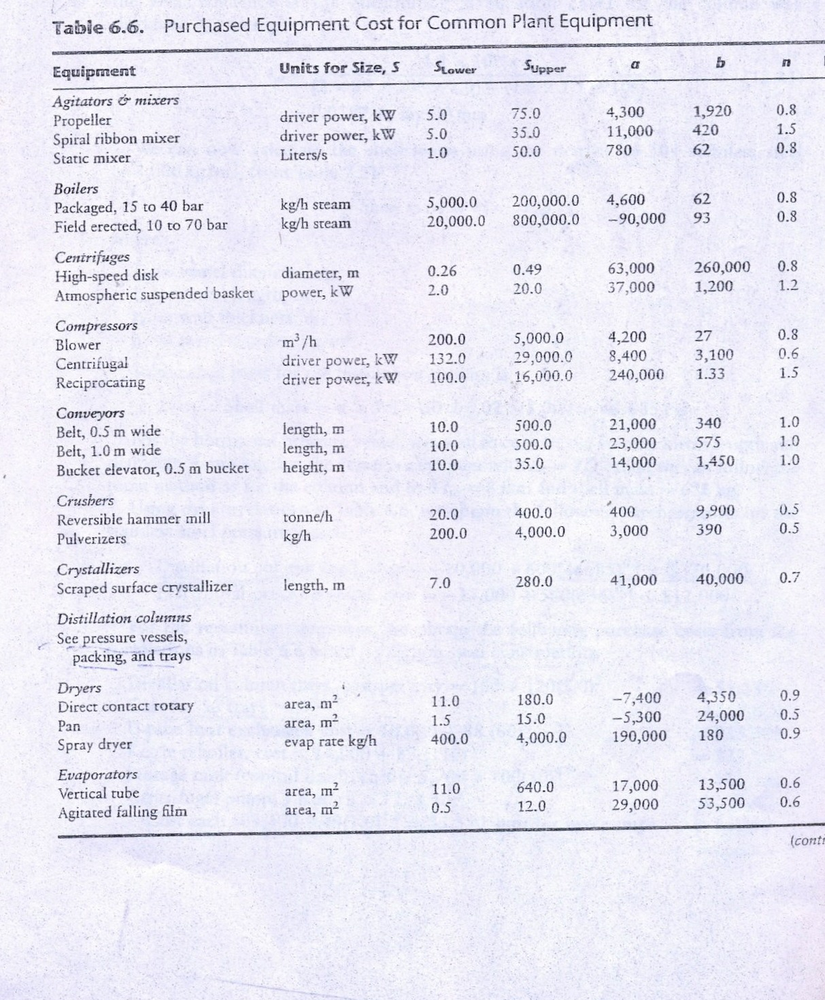 Table 6.6. Purchased Equipment Cost for Common Plant Equipment
Equipment Units for Size, S SLower SUpper a b n
Agitators & mixers
Propeller driver power, kW 5.0 75.0 4,300 1,920 0.8
Spiral ribbon mixer driver power, kW 5.0 35.0 11,000 420 1.5
Static mixer Liters/s 1.0 50.0 780 62 0.8
Boilers
Packaged, 15 to 40 bar kg/h steam 5,000.0 200,000.0 4,600 62 0.8
Field erected, 10 to 70 bar kg/h steam 20,000.0 800,000.0 −90,000 93 0.8
Centrifuges
High-speed disk diameter, m 0.26 0.49 63,000 260,000 0.8
Atmospheric suspended basket power, kW 2.0 20.0 37,000 1,200 1.2
Compressors
Blower m³/h 200.0 5,000.0 4,200 27 0.8
Centrifugal driver power, kW 132.0 29,000.0 8,400 3,100 0.6
Reciprocating driver power, kW 100.0 16,000.0 240,000 1.33 1.5
Conveyors
Belt, 0.5 m wide length, m 10.0 500.0 21,000 340 1.0
Belt, 1.0 m wide length, m 10.0 500.0 23,000 575 1.0
Bucket elevator, 0.5 m bucket height, m 10.0 35.0 14,000 1,450 1.0
Crushers
Reversible hammer mill tonne/h 20.0 400.0 400 9,900 0.5
Pulverizers kg/h 200.0 4,000.0 3,000 390 0.5
Crystallizers
Scraped surface crystallizer length, m 7.0 280.0 41,000 40,000 0.7
Distillation columns
See pressure vessels,
packing, and trays
Dryers
Direct contact rotary area, m² 11.0 180.0 −7,400 4,350 0.9
Pan area, m² 1.5 15.0 −5,300 24,000 0.5
Spray dryer evap rate kg/h 400.0 4,000.0 190,000 180 0.9
Evaporators
Vertical tube area, m² 11.0 640.0 17,000 13,500 0.6
Agitated falling film area, m² 0.5 12.0 29,000 53,500 0.6
(conti